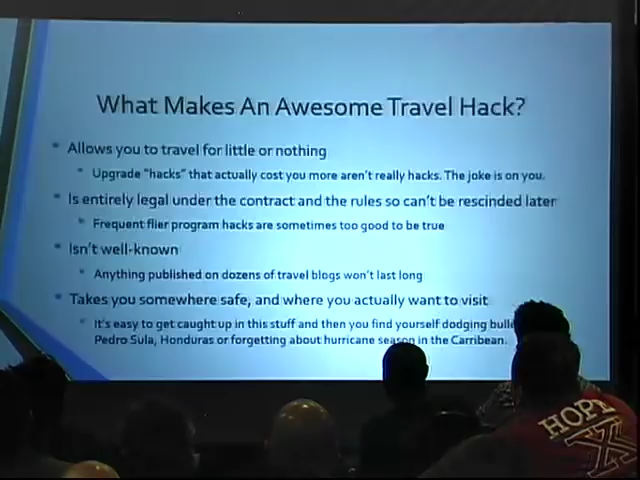 What Makes An Awesome Travel Hack?
Allows you to travel for little or nothing
Upgrade "hacks" that actually cost you more aren't really hacks. The joke is on you.
Is entirely legal under the contract and the rules so can't be rescinded later
Frequent flier program hacks are sometimes too good to be true
Isn't well-known
Anything published on dozens of travel blogs won't last long
Takes you somewhere safe, and where you actually want to visit
It's easy to get caught up in this stuff and then you find yourself dodging
Pedro Sula, Honduras or forgetting about hurricane season in the Carribean.
HOPE
X